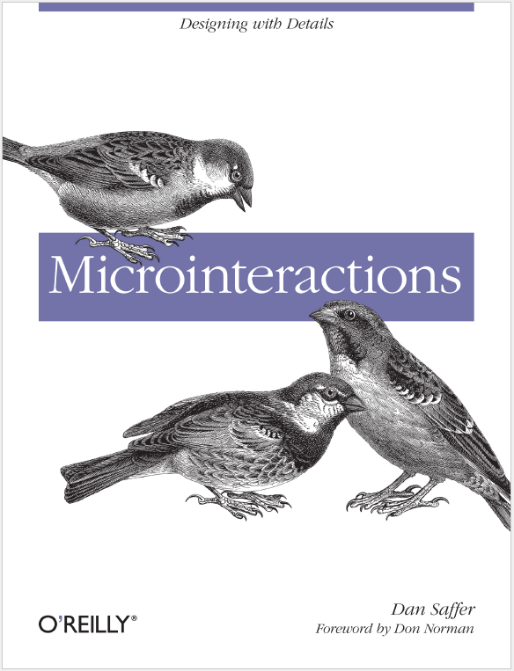 Designing with Details
Microinteractions
Dan Saffer
O'REILLY®
Foreword by Don Norman